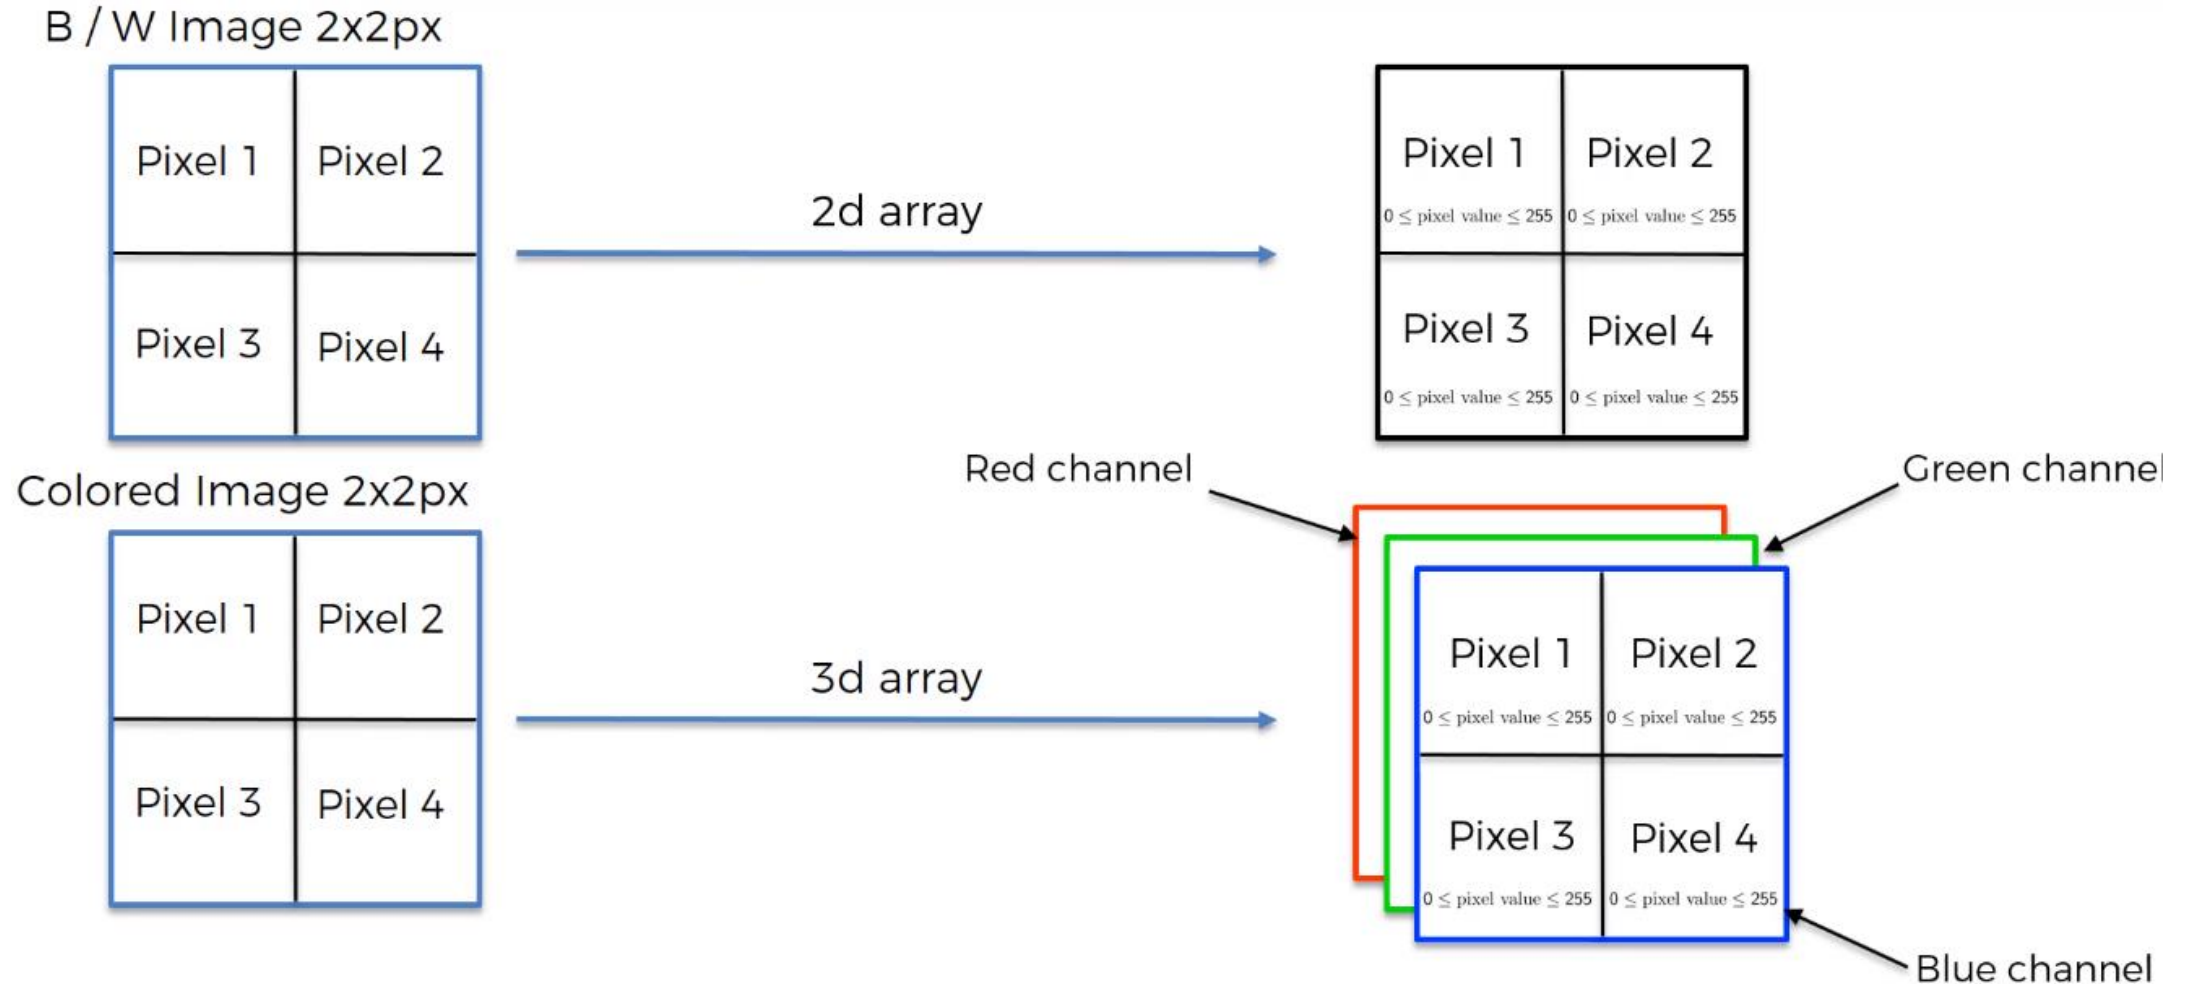 B / W Image 2x2px
Pixel 1 Pixel 2
Pixel 3 Pixel 4
2d array
Pixel 1 Pixel 2
0 ≤ pixel value ≤ 255 0 ≤ pixel value ≤ 255
Pixel 3 Pixel 4
0 ≤ pixel value ≤ 255 0 ≤ pixel value ≤ 255
Colored Image 2x2px
Pixel 1 Pixel 2
Pixel 3 Pixel 4
3d array
Red channel
Green channel
Pixel 1 Pixel 2
0 ≤ pixel value ≤ 255 0 ≤ pixel value ≤ 255
Pixel 3 Pixel 4
0 ≤ pixel value ≤ 255 0 ≤ pixel value ≤ 255
Blue channel